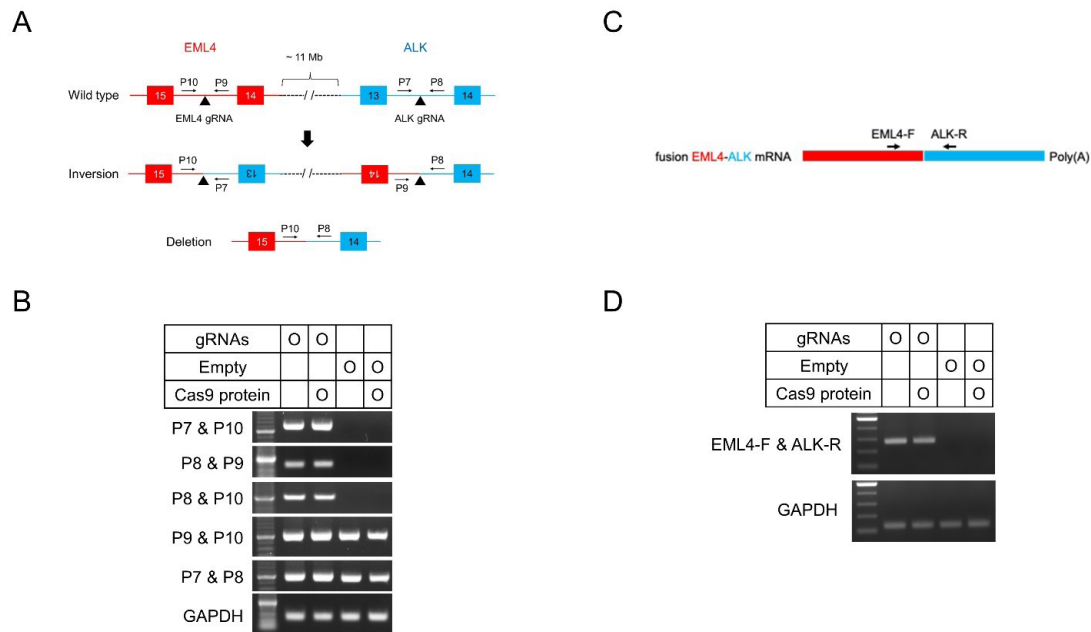 A
EML4
ALK
~ 11 Mb
P10
P9
P7
P8
Wild type
15
14
13
14
EML4 gRNA
ALK gRNA
Inversion
P10
P8
15
13
14
14
P7
P9
Deletion
P10
P8
15
14
B
gRNAs O O
Empty O O
Cas9 protein O O
P7 & P10
P8 & P9
P8 & P10
P9 & P10
P7 & P8
GAPDH
C
EML4-F
ALK-R
fusion EML4-ALK mRNA
Poly(A)
D
gRNAs O O
Empty O O
Cas9 protein O O
EML4-F & ALK-R
GAPDH